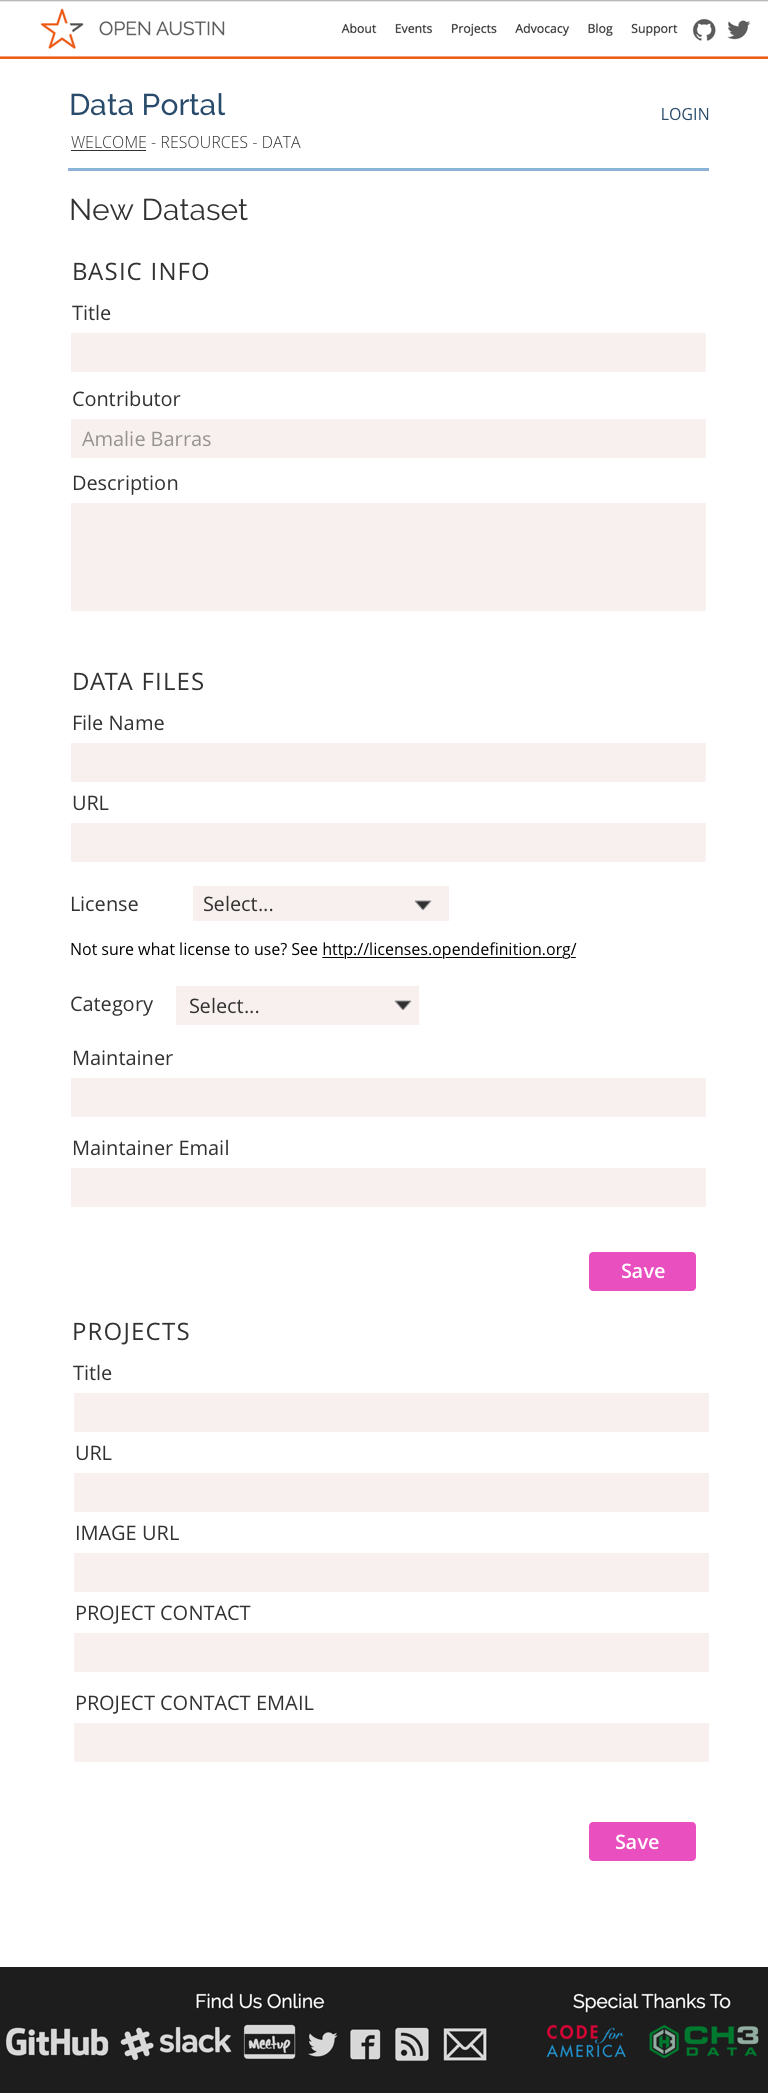 OPEN AUSTIN
About Events Projects Advocacy Blog Support
Data Portal
LOGIN
WELCOME - RESOURCES - DATA
New Dataset
BASIC INFO
Title
Contributor
Amalie Barras
Description
DATA FILES
File Name
URL
License Select...
Not sure what license to use? See http://licenses.opendefinition.org/
Category Select...
Maintainer
Maintainer Email
Save
PROJECTS
Title
URL
IMAGE URL
PROJECT CONTACT
PROJECT CONTACT EMAIL
Save
Find Us Online
GitHub slack Meetup
Special Thanks To
CODE for
AMERICA
CH3
DATA